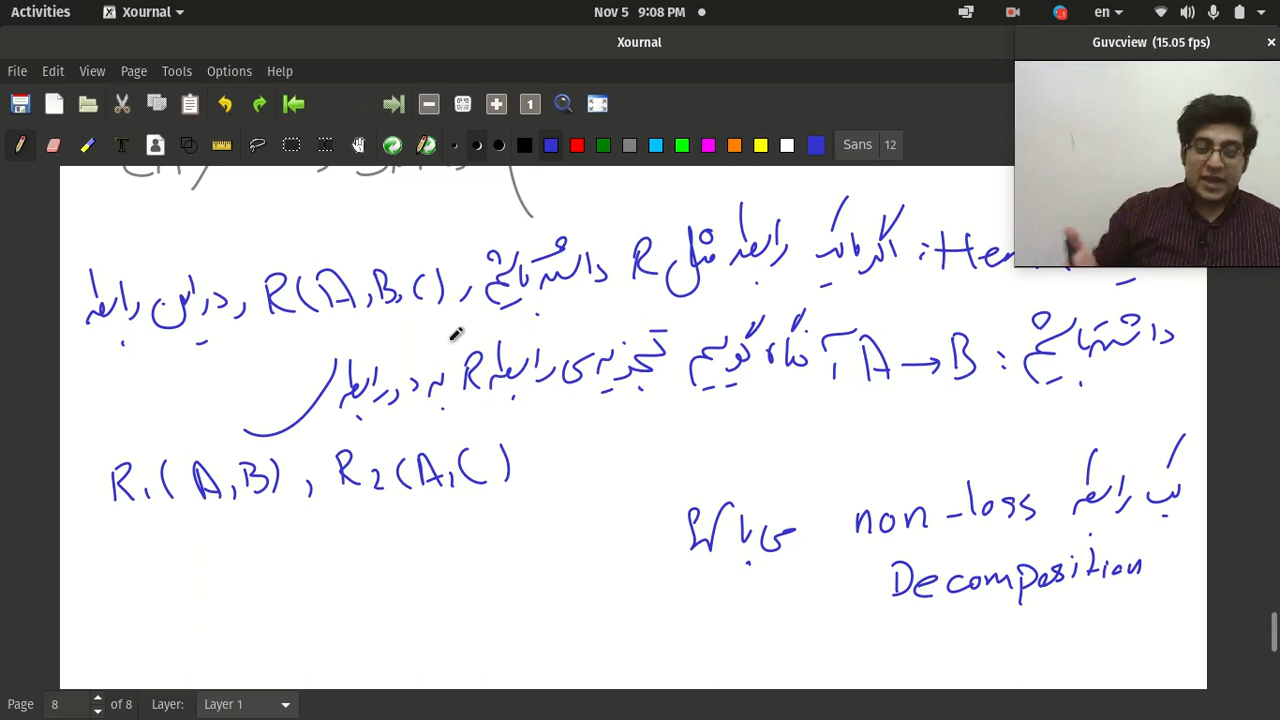 Activities Xournal Nov 5 9:08 PM en
Xournal
Guvcview (15.05 fps)
File Edit View Page Tools Options Help
Sans 12
: اگر ما یک رابطه مثل R داشته باشیم، R(A,B,C) ، در این رابطه
داشته باشیم : A → B آنگاه گوییم تجزیه‌ی رابطه R به دو رابطه
R1(A,B) , R2(A,C)
یک رابطه non-loss می باشد
Decomposition
Page 8 of 8 Layer: Layer 1